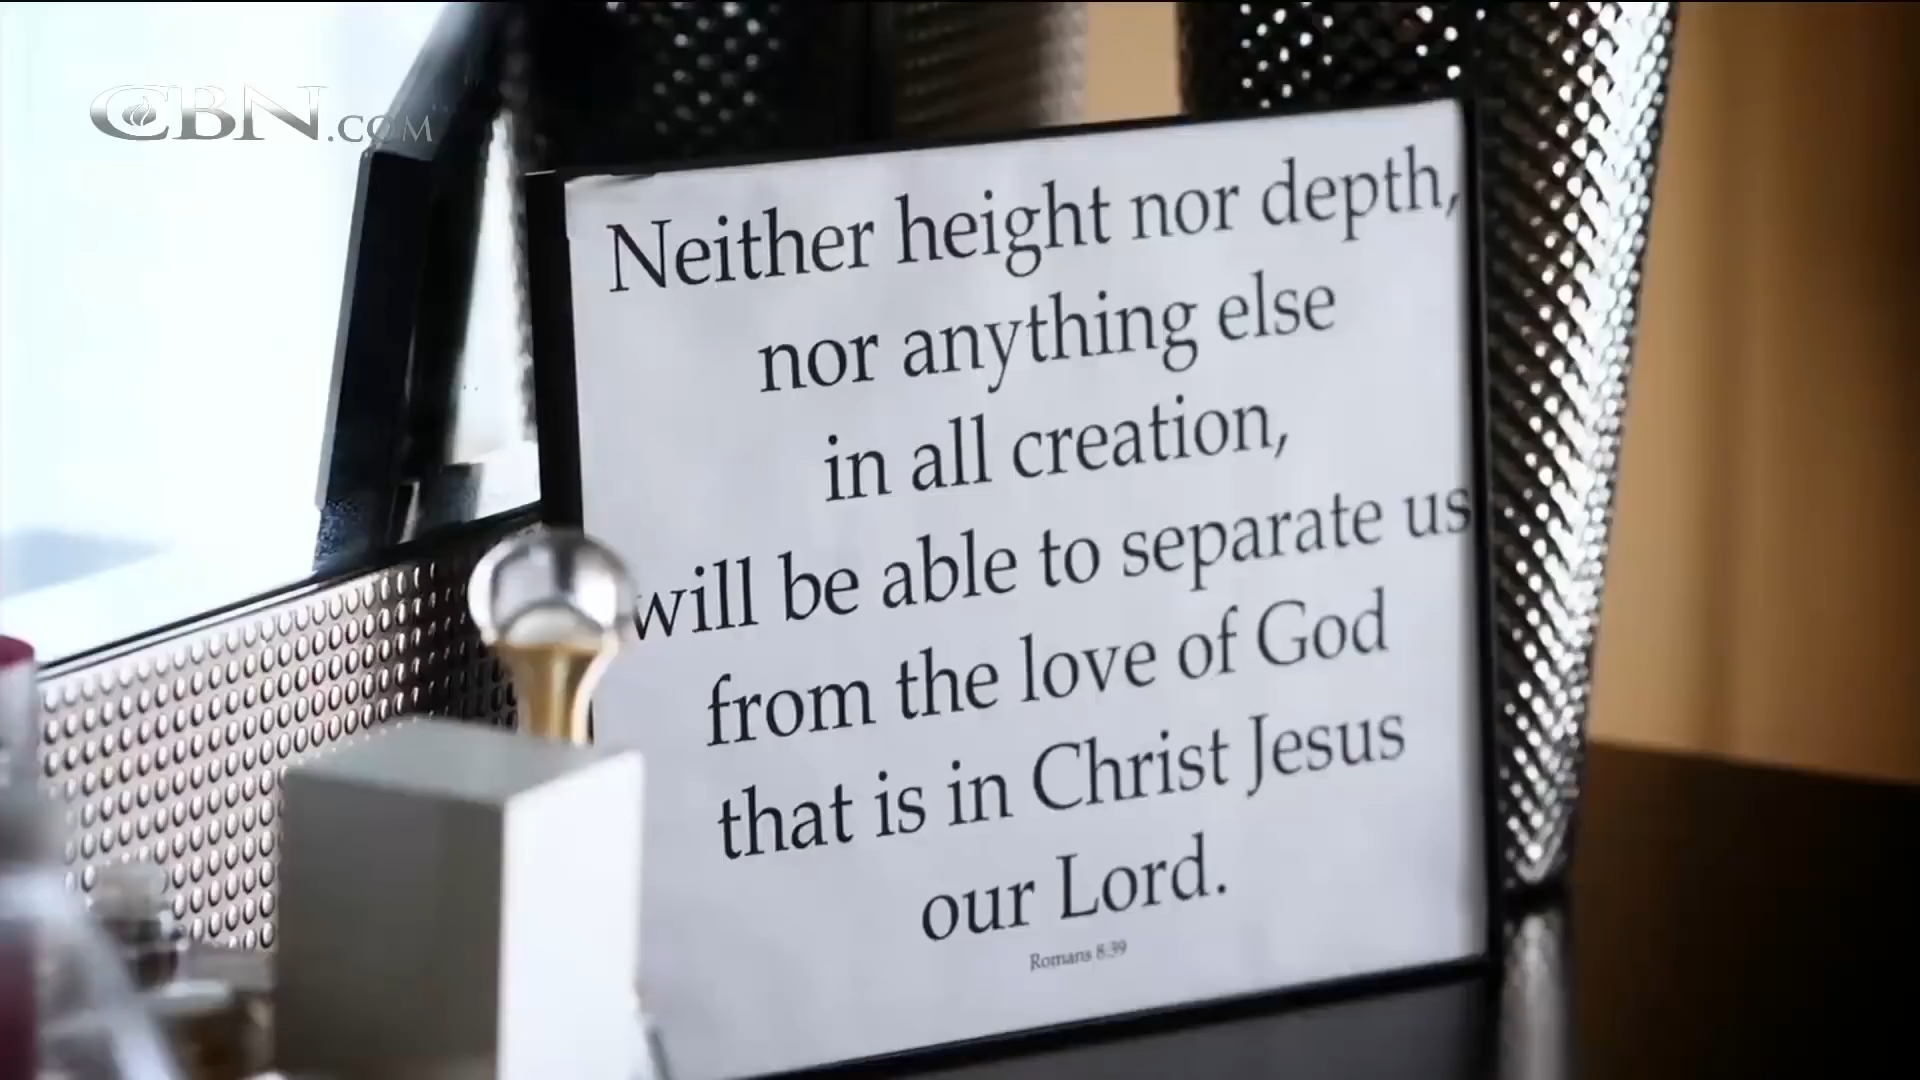 CBN.COM
Neither height nor depth,
nor anything else
in all creation,
will be able to separate us
from the love of God
that is in Christ Jesus
our Lord.
Romans 8:39